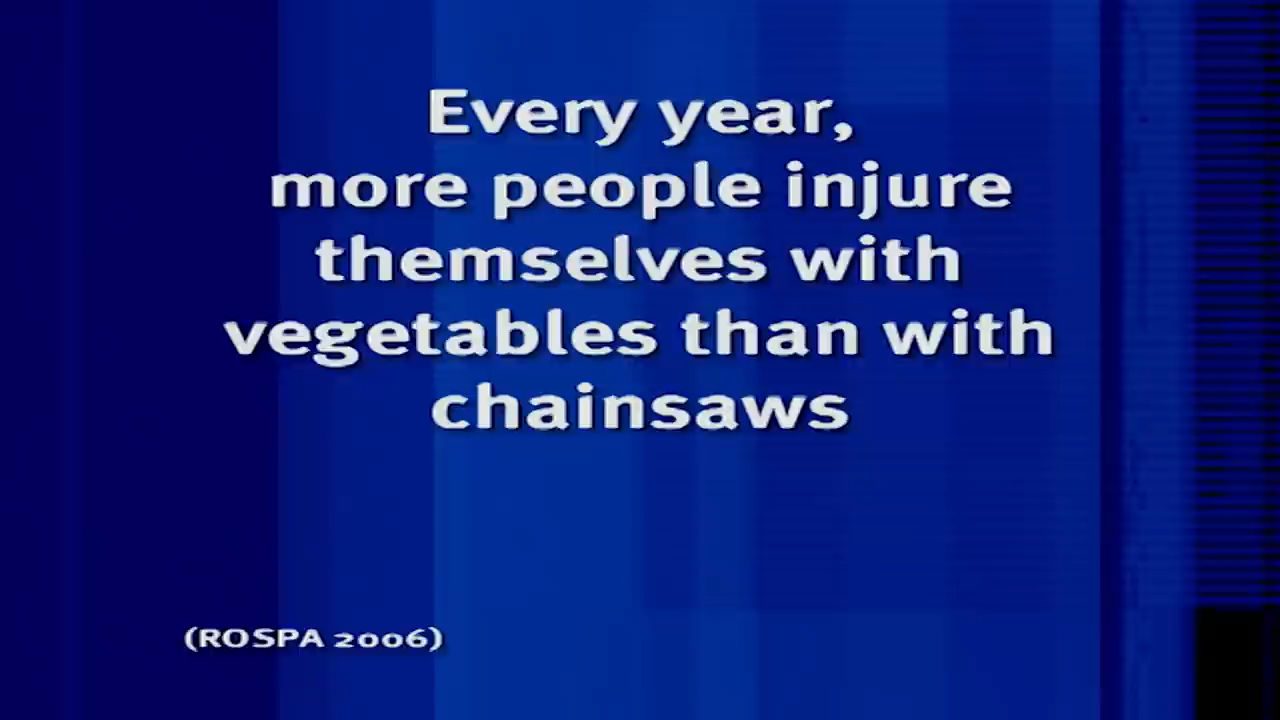 Every year,
more people injure
themselves with
vegetables than with
chainsaws
(ROSPA 2006)